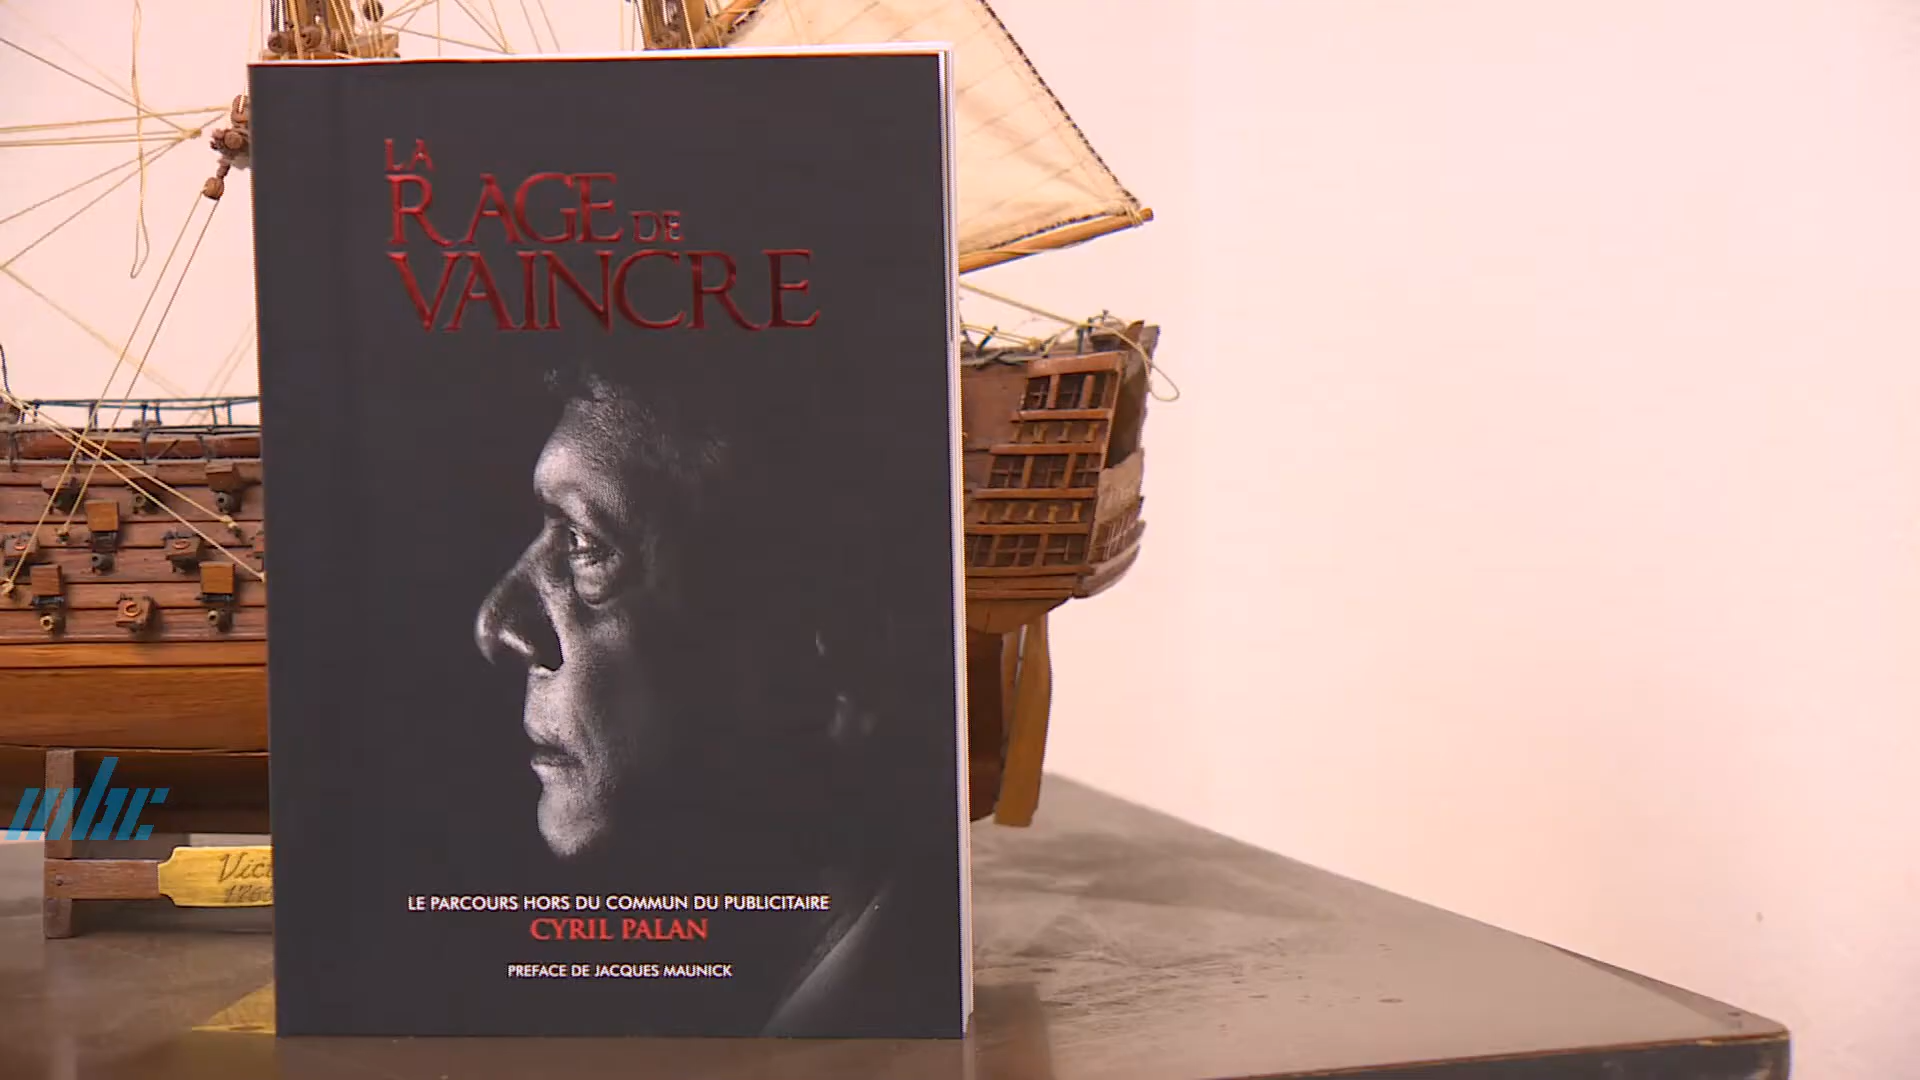 LA
RAGE DE
VAINCRE
LE PARCOURS HORS DU COMMUN DU PUBLICITAIRE
CYRIL PALAN
PREFACE DE JACQUES MAUNICK
mbc